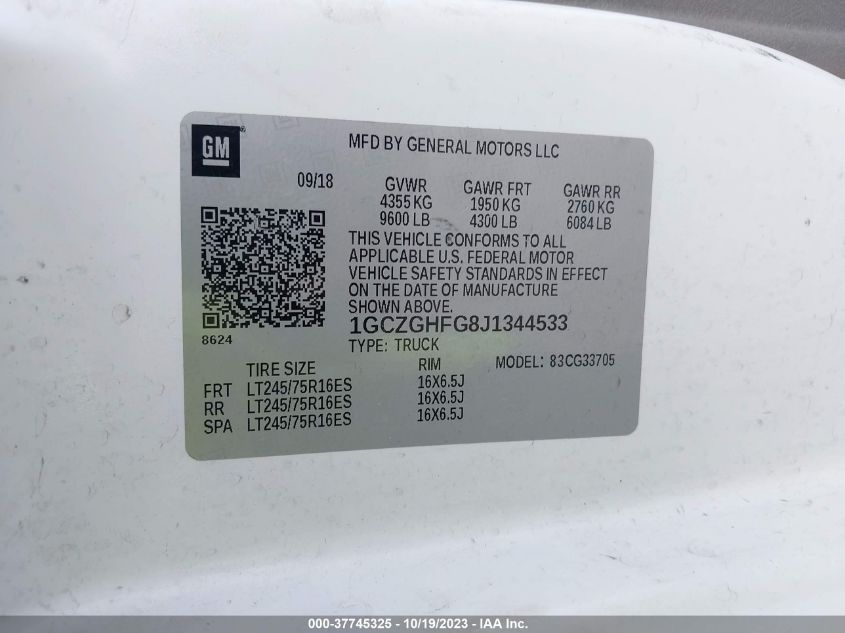 GM
MFD BY GENERAL MOTORS LLC
09/18 GVWR GAWR FRT GAWR RR
4355 KG 1950 KG 2760 KG
9600 LB 4300 LB 6084 LB
THIS VEHICLE CONFORMS TO ALL
APPLICABLE U.S. FEDERAL MOTOR
VEHICLE SAFETY STANDARDS IN EFFECT
ON THE DATE OF MANUFACTURE
SHOWN ABOVE.
8624
1GCZGHFG8J1344533
TYPE: TRUCK
TIRE SIZE RIM MODEL: 83CG33705
FRT LT245/75R16ES 16X6.5J
RR LT245/75R16ES 16X6.5J
SPA LT245/75R16ES 16X6.5J
000-37745325 - 10/19/2023 - IAA Inc.